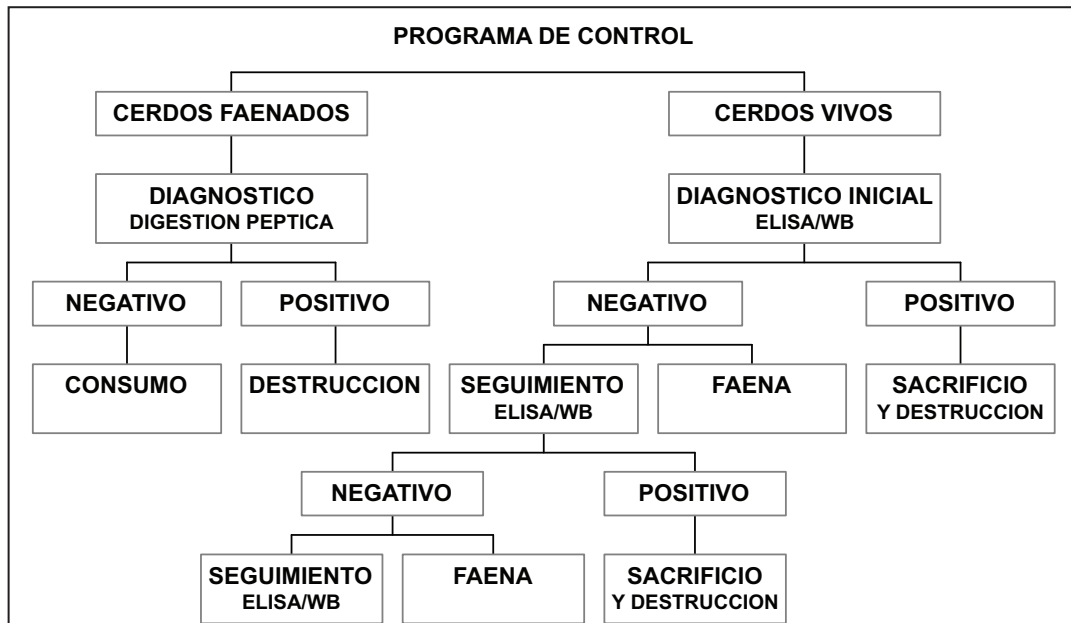 PROGRAMA DE CONTROL
CERDOS FAENADOS
CERDOS VIVOS
DIAGNOSTICO
DIGESTION PEPTICA
DIAGNOSTICO INICIAL
ELISA/WB
NEGATIVO
POSITIVO
NEGATIVO
POSITIVO
CONSUMO
DESTRUCCION
SEGUIMIENTO
ELISA/WB
FAENA
SACRIFICIO
Y DESTRUCCION
NEGATIVO
POSITIVO
SEGUIMIENTO
ELISA/WB
FAENA
SACRIFICIO
Y DESTRUCCION